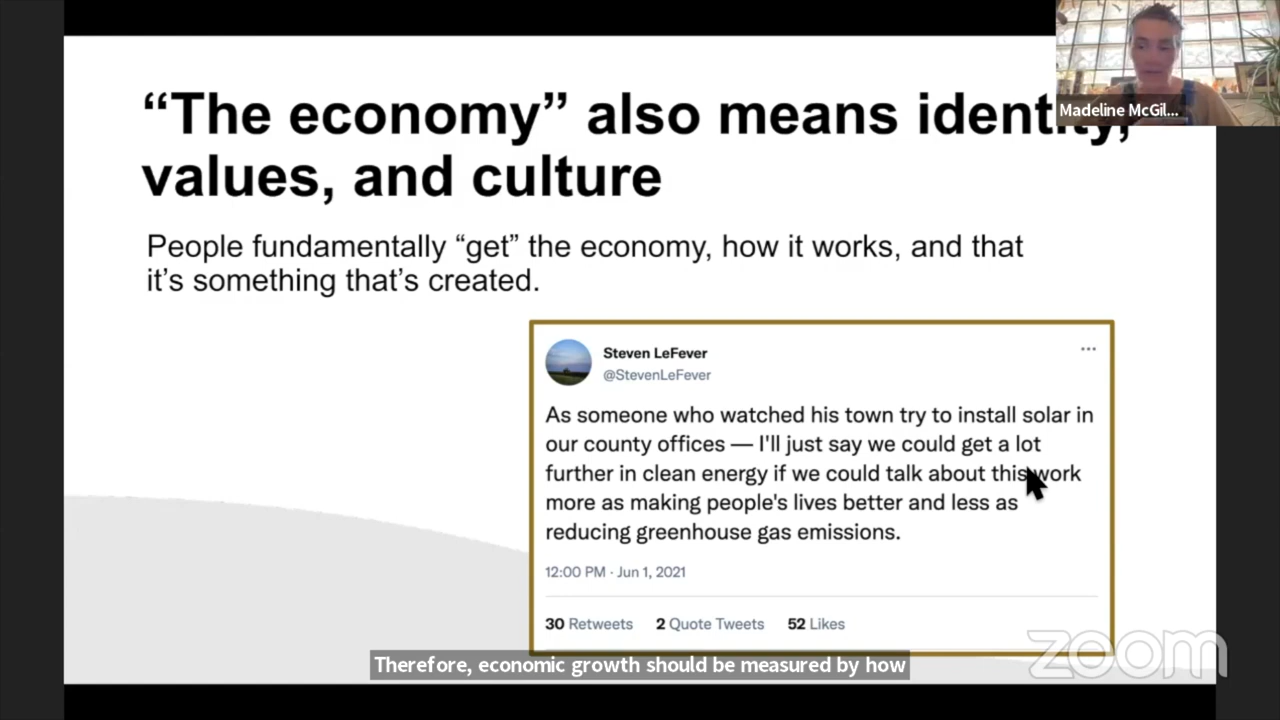 “The economy” also means identity,
values, and culture
Madeline McGil...
People fundamentally “get” the economy, how it works, and that
it’s something that’s created.
Steven LeFever
@StevenLeFever
As someone who watched his town try to install solar in
our county offices — I'll just say we could get a lot
further in clean energy if we could talk about this work
more as making people's lives better and less as
reducing greenhouse gas emissions.
12:00 PM · Jun 1, 2021
30 Retweets 2 Quote Tweets 52 Likes
Therefore, economic growth should be measured by how
zoom